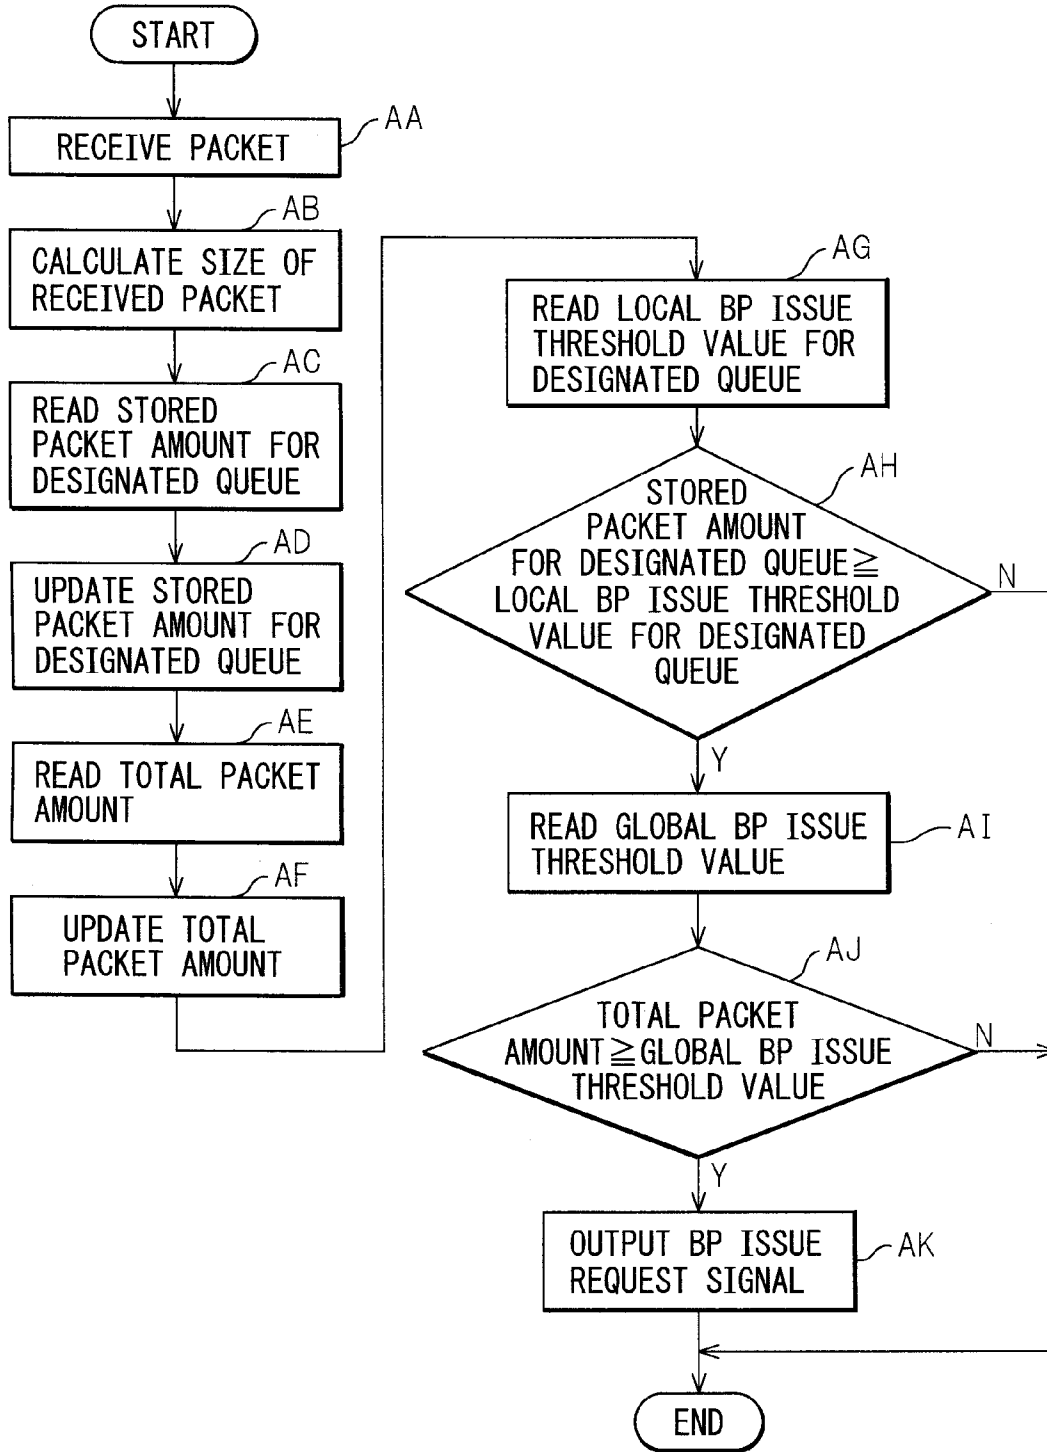 START
AA
RECEIVE PACKET
AB
CALCULATE SIZE OF
RECEIVED PACKET
AC
READ STORED
PACKET AMOUNT FOR
DESIGNATED QUEUE
AD
UPDATE STORED
PACKET AMOUNT FOR
DESIGNATED QUEUE
AE
READ TOTAL PACKET
AMOUNT
AF
UPDATE TOTAL
PACKET AMOUNT
AG
READ LOCAL BP ISSUE
THRESHOLD VALUE FOR
DESIGNATED QUEUE
AH
STORED
PACKET AMOUNT
FOR DESIGNATED QUEUE≧
LOCAL BP ISSUE THRESHOLD
VALUE FOR DESIGNATED
QUEUE
N
Y
READ GLOBAL BP ISSUE
THRESHOLD VALUE
AI
AJ
TOTAL PACKET
AMOUNT≧GLOBAL BP ISSUE
THRESHOLD VALUE
N
Y
OUTPUT BP ISSUE
REQUEST SIGNAL
AK
END